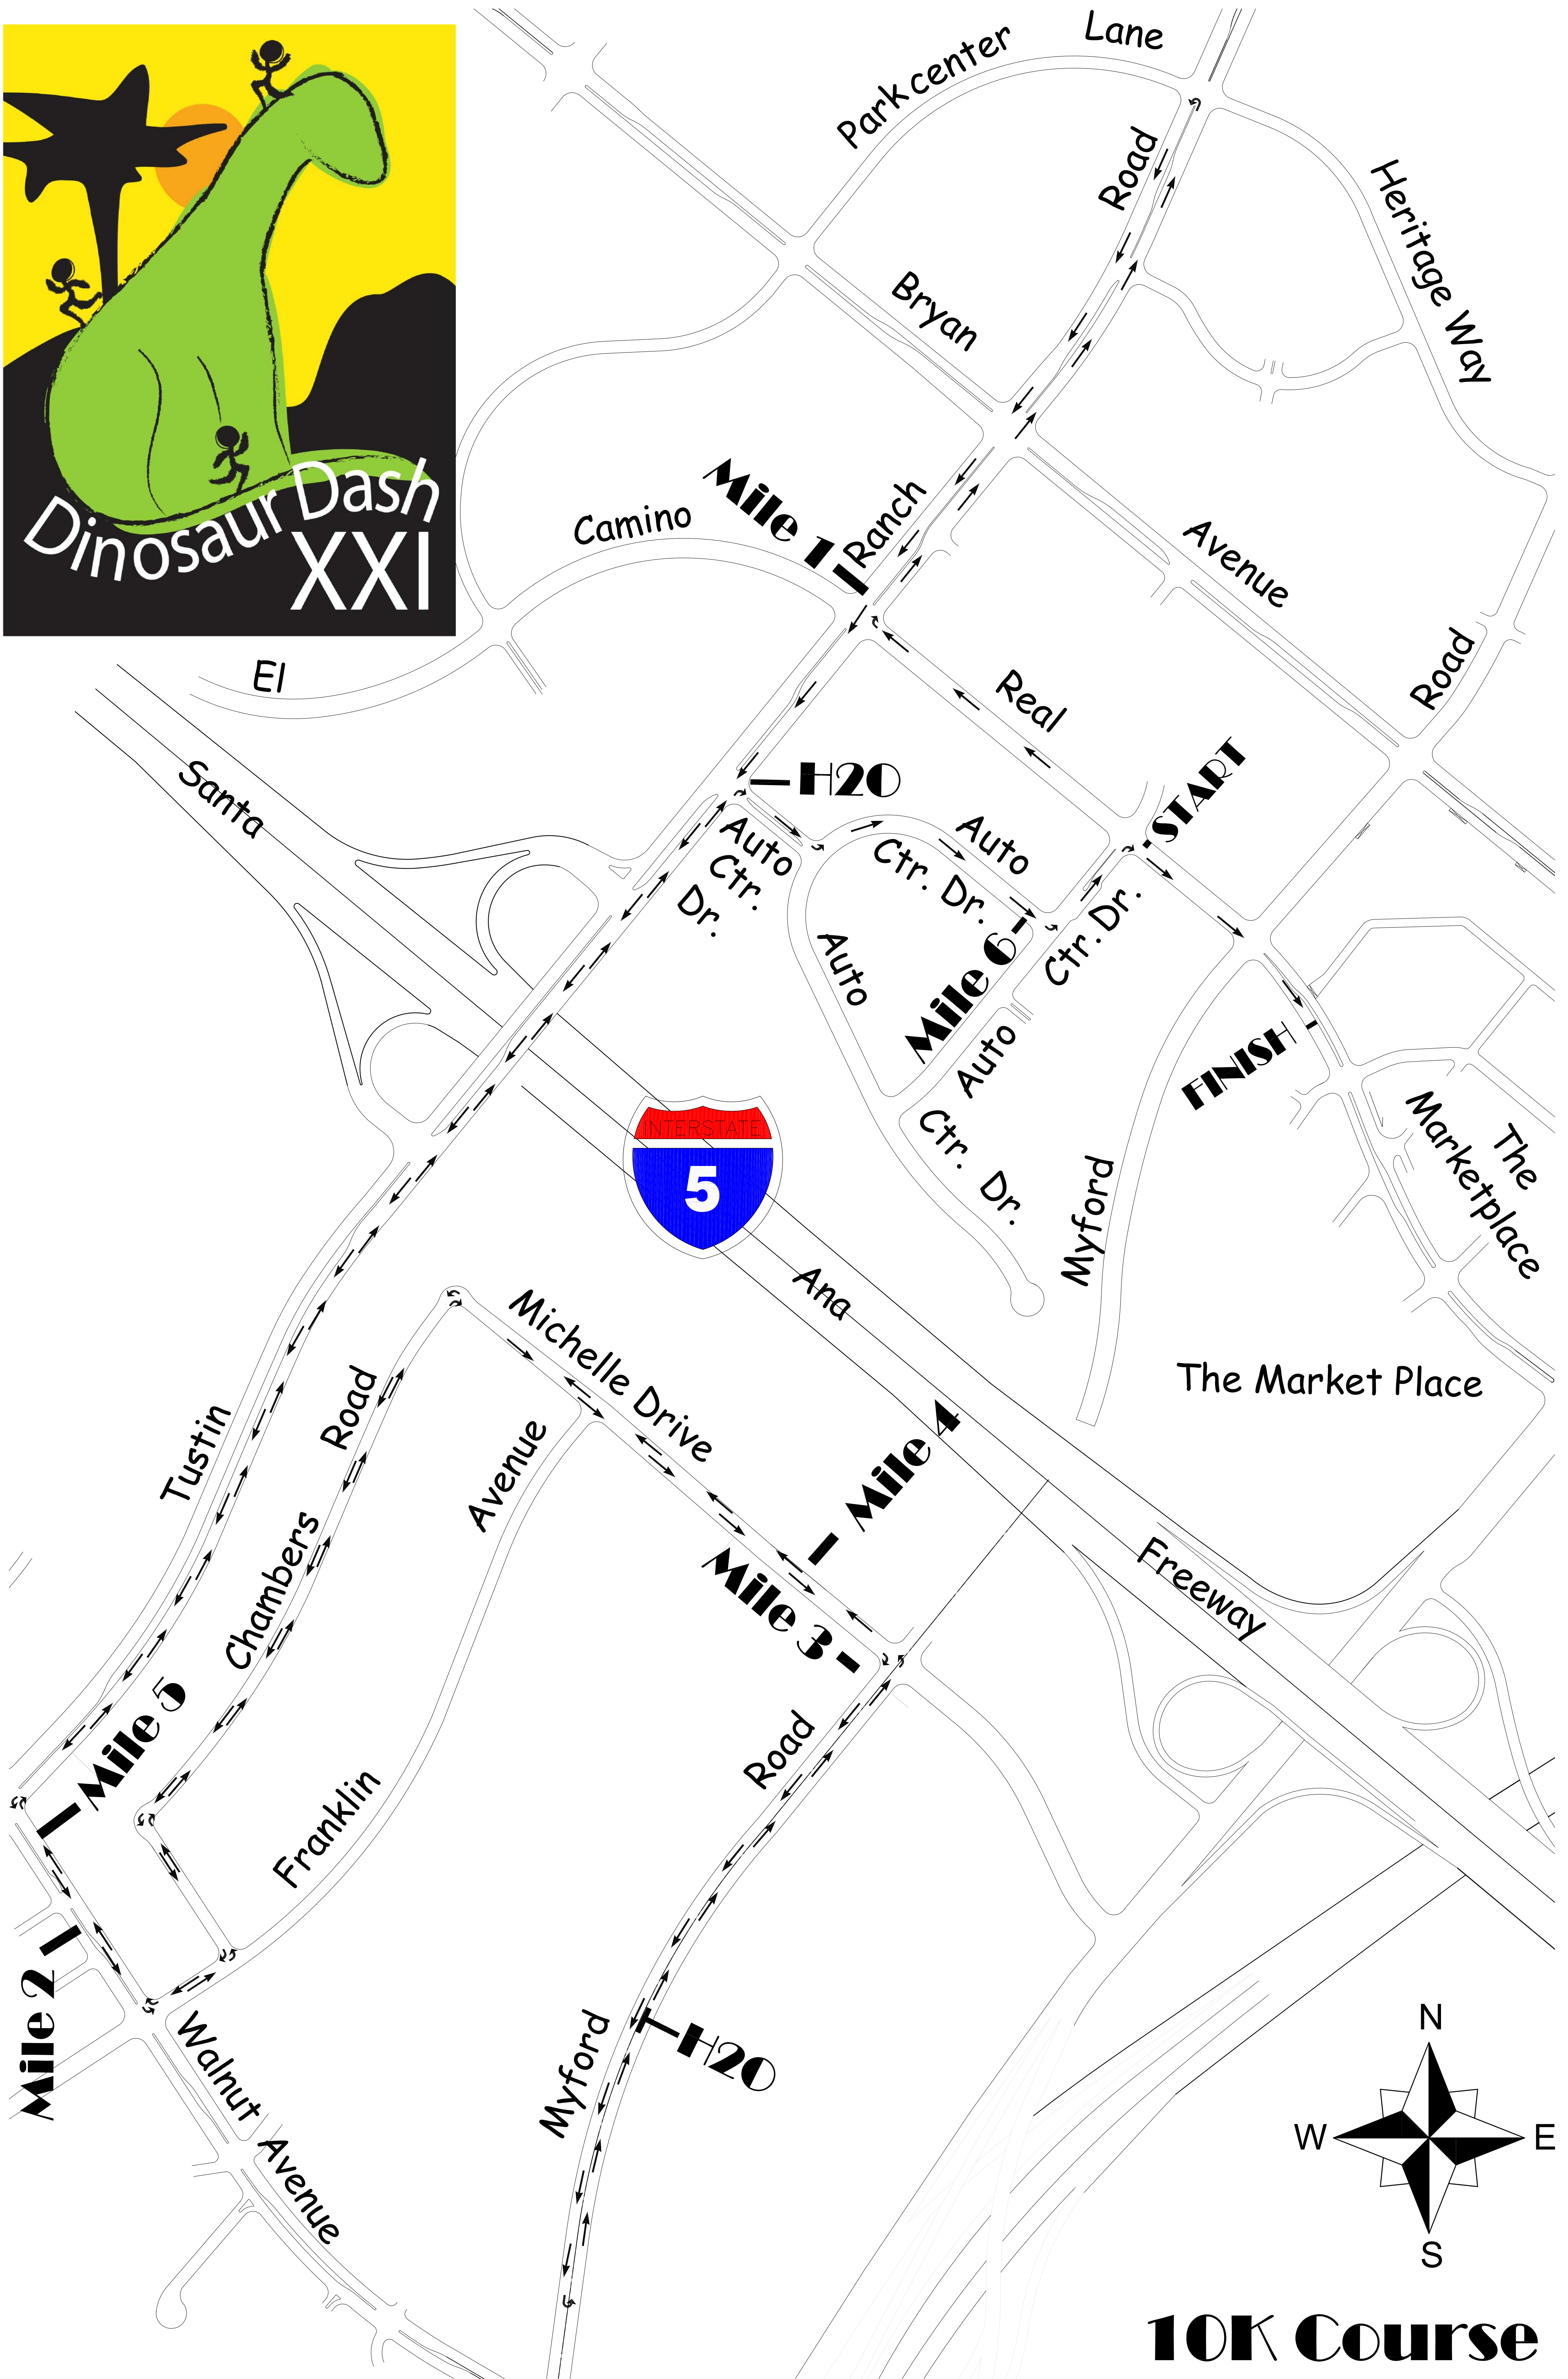 Dinosaur Dash
XXI
Parkcenter
Lane
Road
Heritage Way
Bryan
Avenue
Mile 1
Ranch
Camino
El
Real
Road
Santa
H2O
START
Auto
Ctr.
Dr.
Auto
Ctr. Dr.
Ctr. Dr.
Auto
Mile 6
Auto
FINISH
Ctr. Dr.
Myford
The
Marketplace
INTERSTATE
5
Ana
The Market Place
Michelle Drive
Road
Tustin
Avenue
Chambers
Mile 4
Mile 3
Freeway
Mile 5
Road
Franklin
Mile 2
Walnut
Avenue
Myford
H2O
N
W
E
S
10K Course